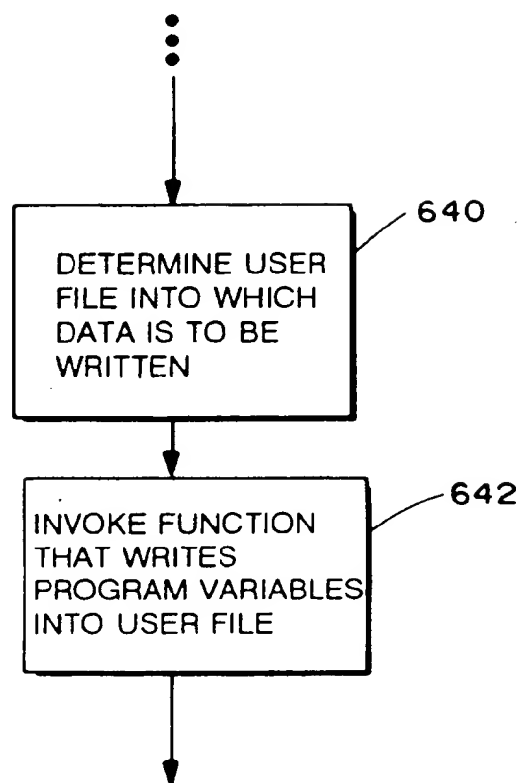 640
DETERMINE USER
FILE INTO WHICH
DATA IS TO BE
WRITTEN
642
INVOKE FUNCTION
THAT WRITES
PROGRAM VARIABLES
INTO USER FILE